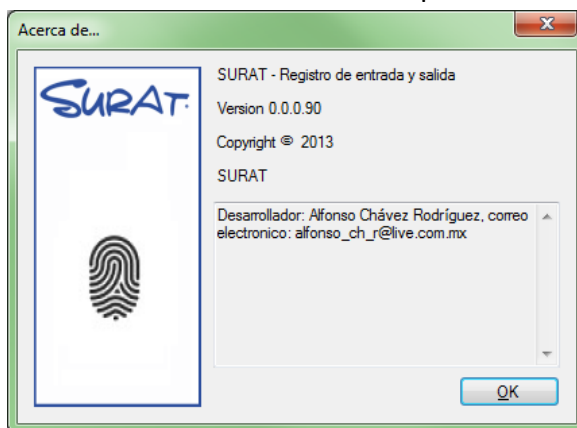 Acerca de...
x
SURAT.
SURAT - Registro de entrada y salida
Version 0.0.0.90
Copyright © 2013
SURAT
Desarrollador: Alfonso Chávez Rodríguez, correo
electronico: alfonso_ch_r@live.com.mx
OK